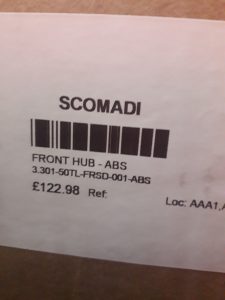 SCOMADI
FRONT HUB - ABS
3.301-50TL-FRSD-001-ABS
£122.98 Ref:
Loc: AAA1,